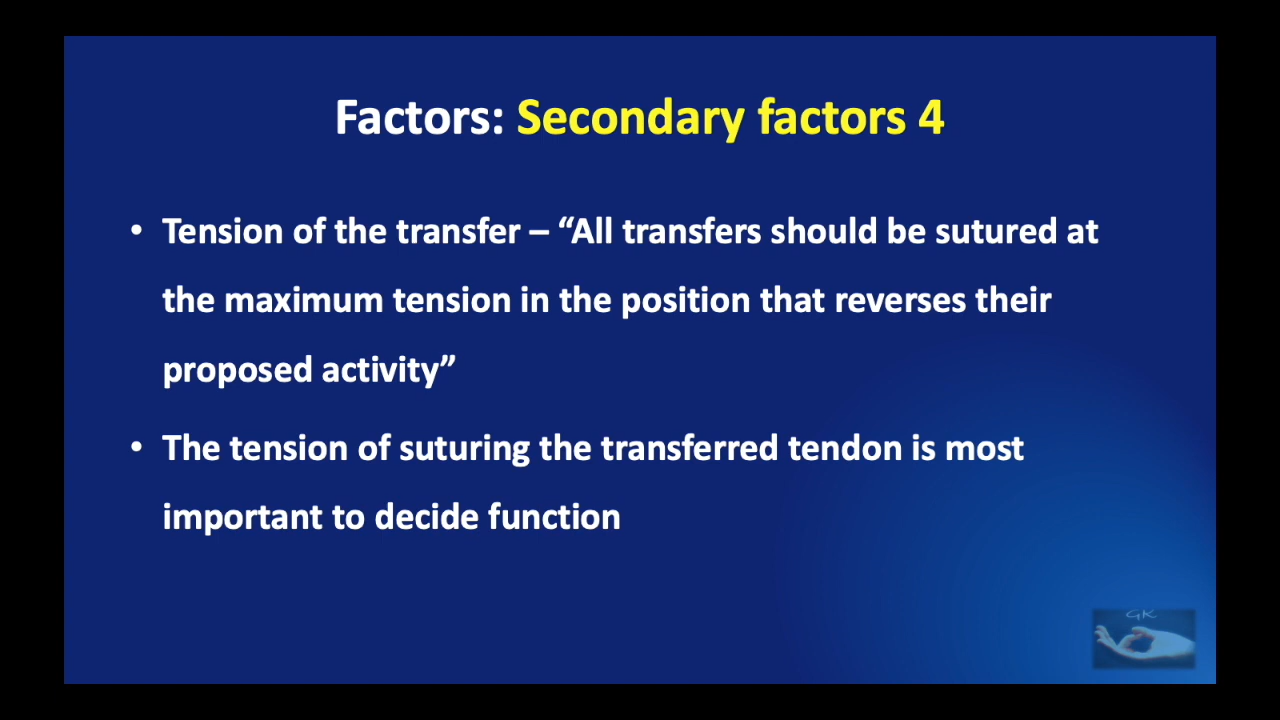 Factors: Secondary factors 4
• Tension of the transfer – “All transfers should be sutured at
the maximum tension in the position that reverses their
proposed activity”
• The tension of suturing the transferred tendon is most
important to decide function
GK